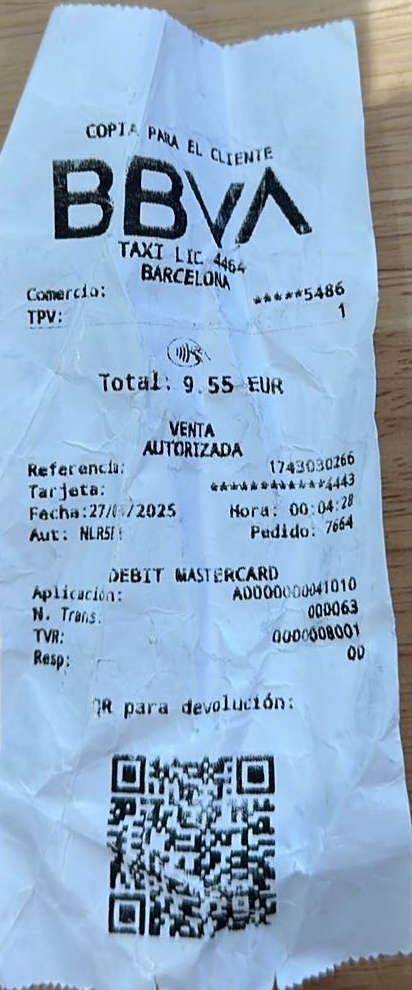 COPIA PARA EL CLIENTE
BBVA
TAXI LIC 4464
BARCELONA
Comercio: *****5486
TPV: 1
Total: 9.55 EUR
VENTA
AUTORIZADA
Referencia: 1743030266
Tarjeta: ************4443
Fecha: Hora: 00:04:28
Aut: Pedido: 7664
DEBIT MASTERCARD
Aplicación: A0000000041010
N. Trans: 000063
TVR: 0000008001
Resp: 00
para devolución: